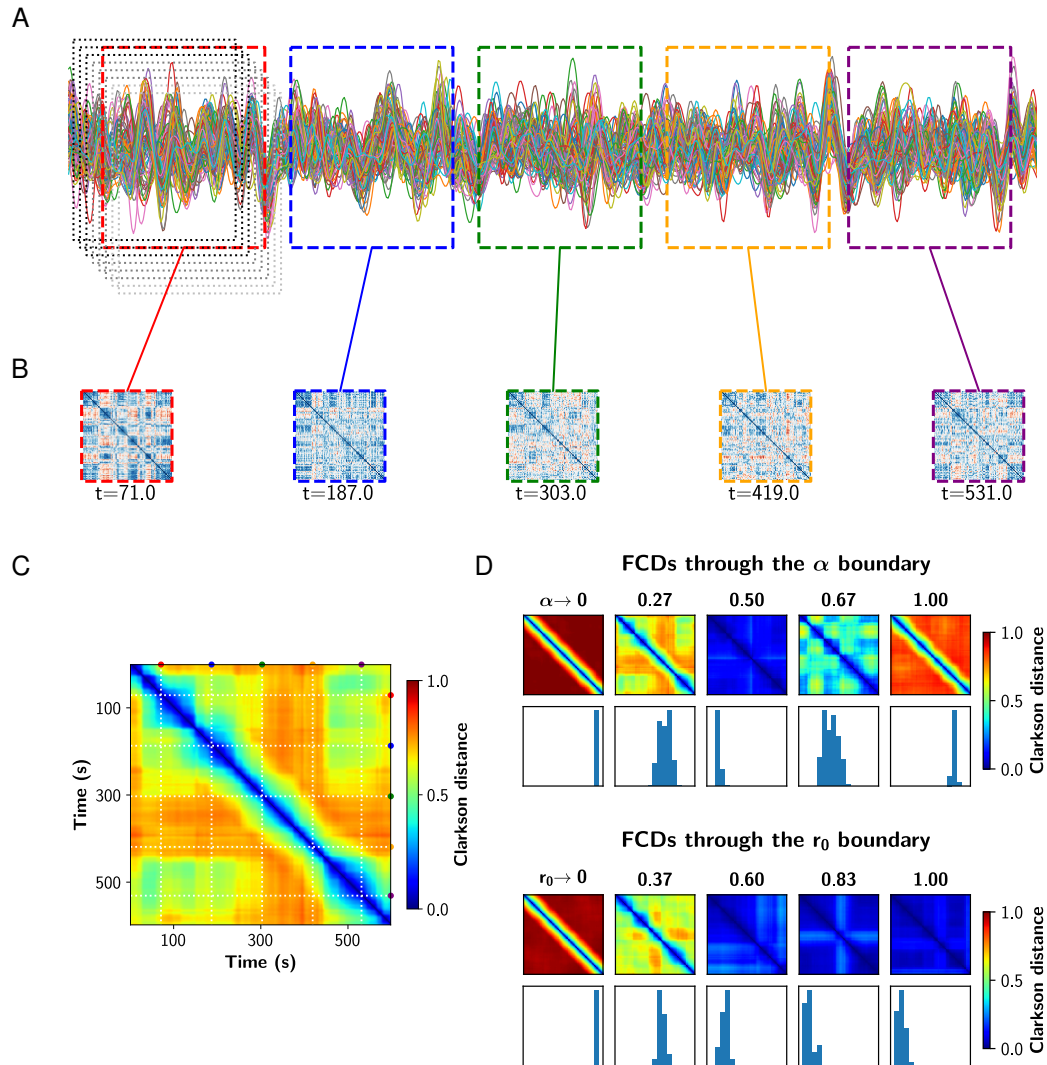 A
B
t=71.0
t=187.0
t=303.0
t=419.0
t=531.0
C
100
300
500
Time (s)
100
300
500
Time (s)
1.0
0.5
0.0
Clarkson distance
D
FCDs through the α boundary
α→ 0
0.27
0.50
0.67
1.00
1.0
0.5
0.0
Clarkson distance
FCDs through the r₀ boundary
r₀→ 0
0.37
0.60
0.83
1.00
1.0
0.5
0.0
Clarkson distance